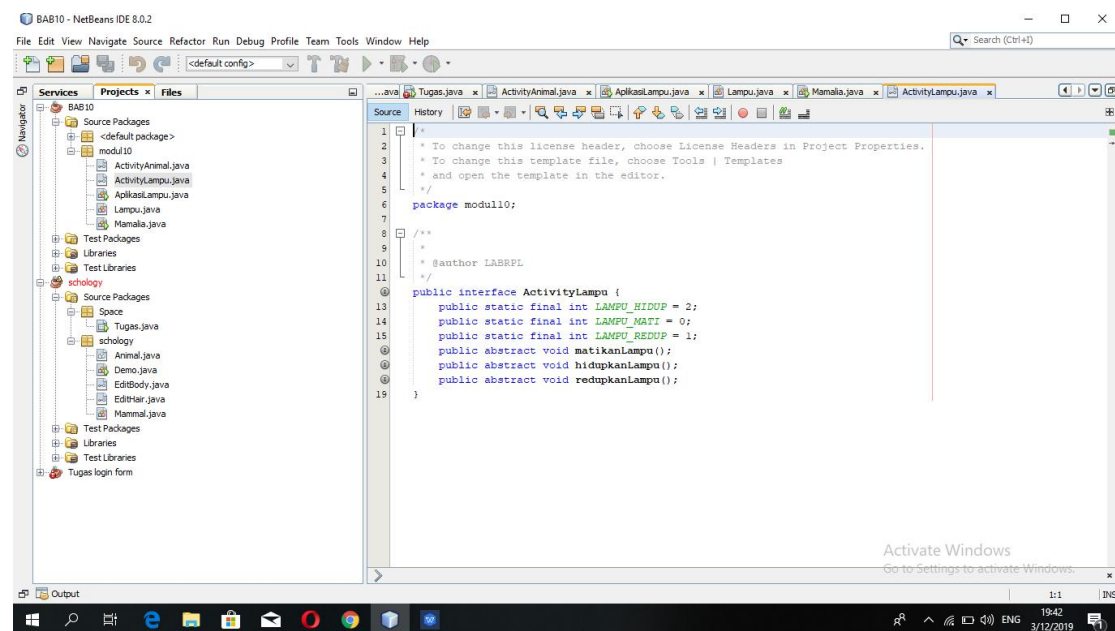 BAB10 - NetBeans IDE 8.0.2
File Edit View Navigate Source Refactor Run Debug Profile Team Tools Window Help
Search (Ctrl+I)
<default config>
Services Projects Files
...ava Tugas.java ActivityAnimal.java AplikasiLampu.java Lampu.java Mamalia.java ActivityLampu.java
Navigator
BAB10
Source Packages
<default package>
modul10
ActivityAnimal.java
ActivityLampu.java
AplikasiLampu.java
Lampu.java
Mamalia.java
Test Packages
Libraries
Test Libraries
schology
Source Packages
Space
Tugas.java
schology
Animal.java
Demo.java
EditBody.java
EditHair.java
Mammal.java
Test Packages
Libraries
Test Libraries
Tugas login form
Source History
1 /*
2 * To change this license header, choose License Headers in Project Properties.
3 * To change this template file, choose Tools | Templates
4 * and open the template in the editor.
5 */
6 package modul10;
7
8 /**
9 *
10 * @author LABRPL
11 */
public interface ActivityLampu {
13 public static final int LAMPU_HIDUP = 2;
14 public static final int LAMPU_MATI = 0;
15 public static final int LAMPU_REDUP = 1;
public abstract void matikanLampu();
public abstract void hidupkanLampu();
public abstract void redupkanLampu();
19 }
Activate Windows
Go to Settings to activate Windows.
Output
1:1 INS
ENG
19:42
3/12/2019
1